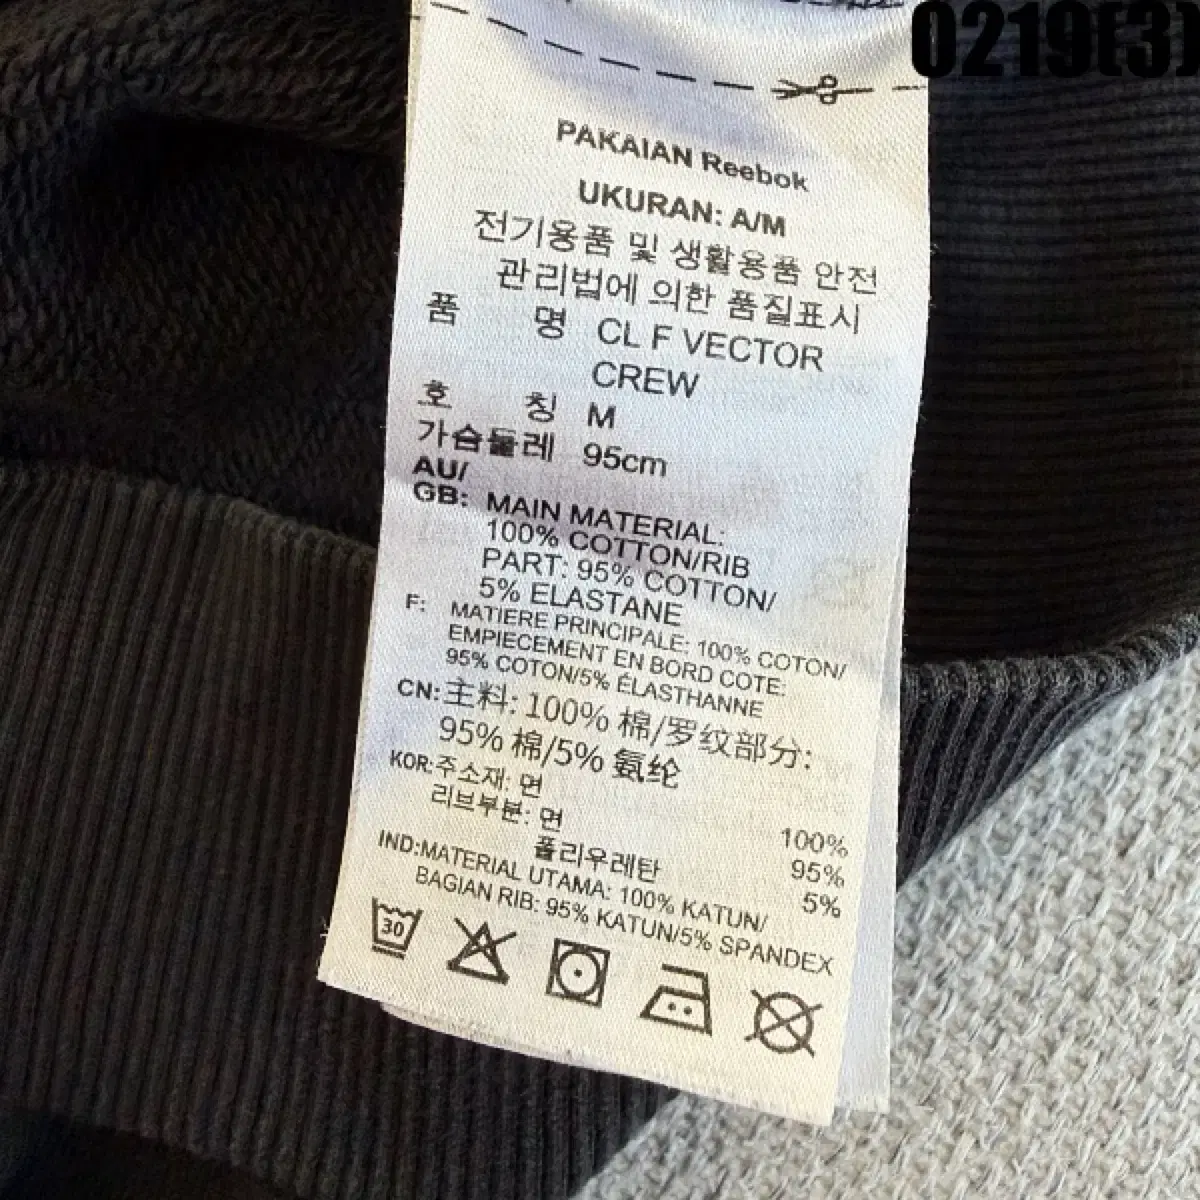 0219(3)
PAKAIAN Reebok
UKURAN: A/M
전기용품 및 생활용품 안전
관리법에 의한 품질표시
품 명 CL F VECTOR
CREW
호 칭 M
가슴둘레 95cm
AU/
GB: MAIN MATERIAL:
100% COTTON/RIB
PART: 95% COTTON/
5% ELASTANE
F: MATIERE PRINCIPALE: 100% COTON/
EMPIECEMENT EN BORD COTE:
95% COTON/5% ÉLASTHANNE
CN: 主料: 100% 棉/罗纹部分:
95% 棉/5% 氨纶
KOR: 주소재: 면 100%
리브부분: 면 95%
폴리우레탄 5%
IND: MATERIAL UTAMA: 100% KATUN/
BAGIAN RIB: 95% KATUN/5% SPANDEX
30